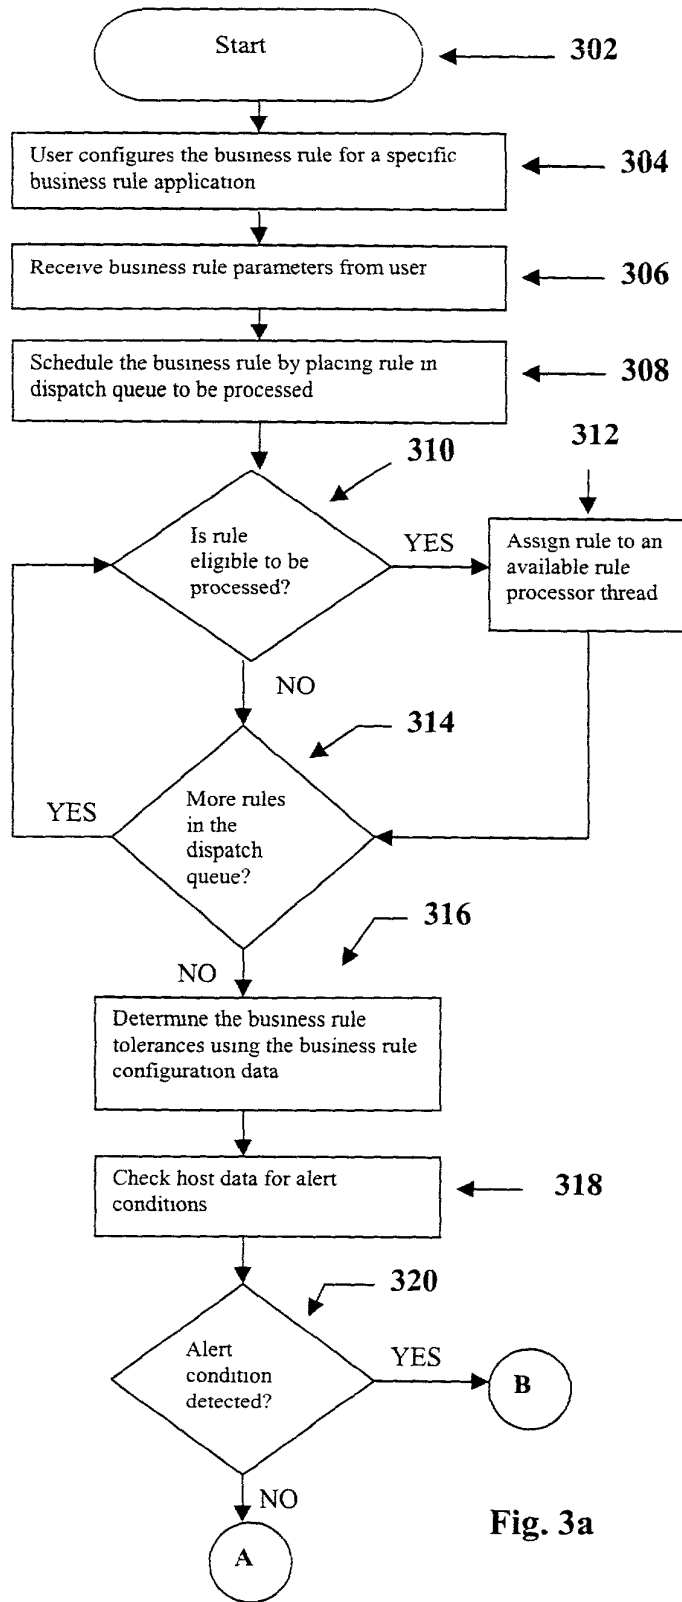 Start
302
User configures the business rule for a specific
business rule application
304
Receive business rule parameters from user
306
Schedule the business rule by placing rule in
dispatch queue to be processed
308
310
312
Is rule
eligible to be
processed?
YES
Assign rule to an
available rule
processor thread
NO
314
YES
More rules
in the
dispatch
queue?
316
NO
Determine the business rule
tolerances using the business rule
configuration data
Check host data for alert
conditions
318
320
Alert
condition
detected?
YES
B
NO
A
Fig. 3a